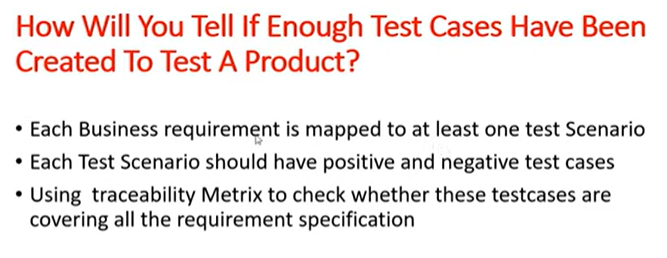 How Will You Tell If Enough Test Cases Have Been
Created To Test A Product?
• Each Business requirement is mapped to at least one test Scenario
• Each Test Scenario should have positive and negative test cases
• Using  traceability Metrix to check whether these testcases are
covering all the requirement specification